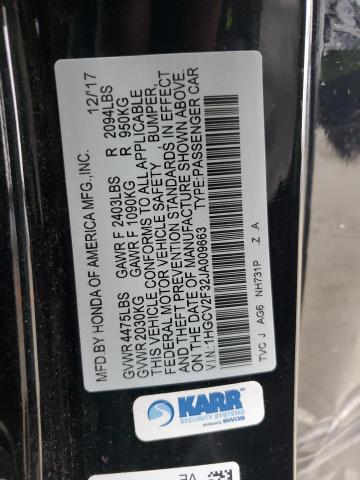 MFD.BY HONDA OF AMERICA MFG.,INC. 12/'17
GVWR 4475LBS GAWR F 2403LBS R 2094LBS
GVWR 2030KG GAWR F 1090KG R 950KG
THIS VEHICLE CONFORMS TO ALL APPLICABLE
FEDERAL MOTOR VEHICLE SAFETY BUMPER,
AND THEFT PREVENTION STANDARDS IN EFFECT
ON THE DATE OF MANUFACTURE SHOWN ABOVE.
V.I.N.:1HGCV2F32JA009663 TYPE:PASSENGER CAR
TVC J AG6 NH731P Z A
KARR
SECURITY SYSTEMS